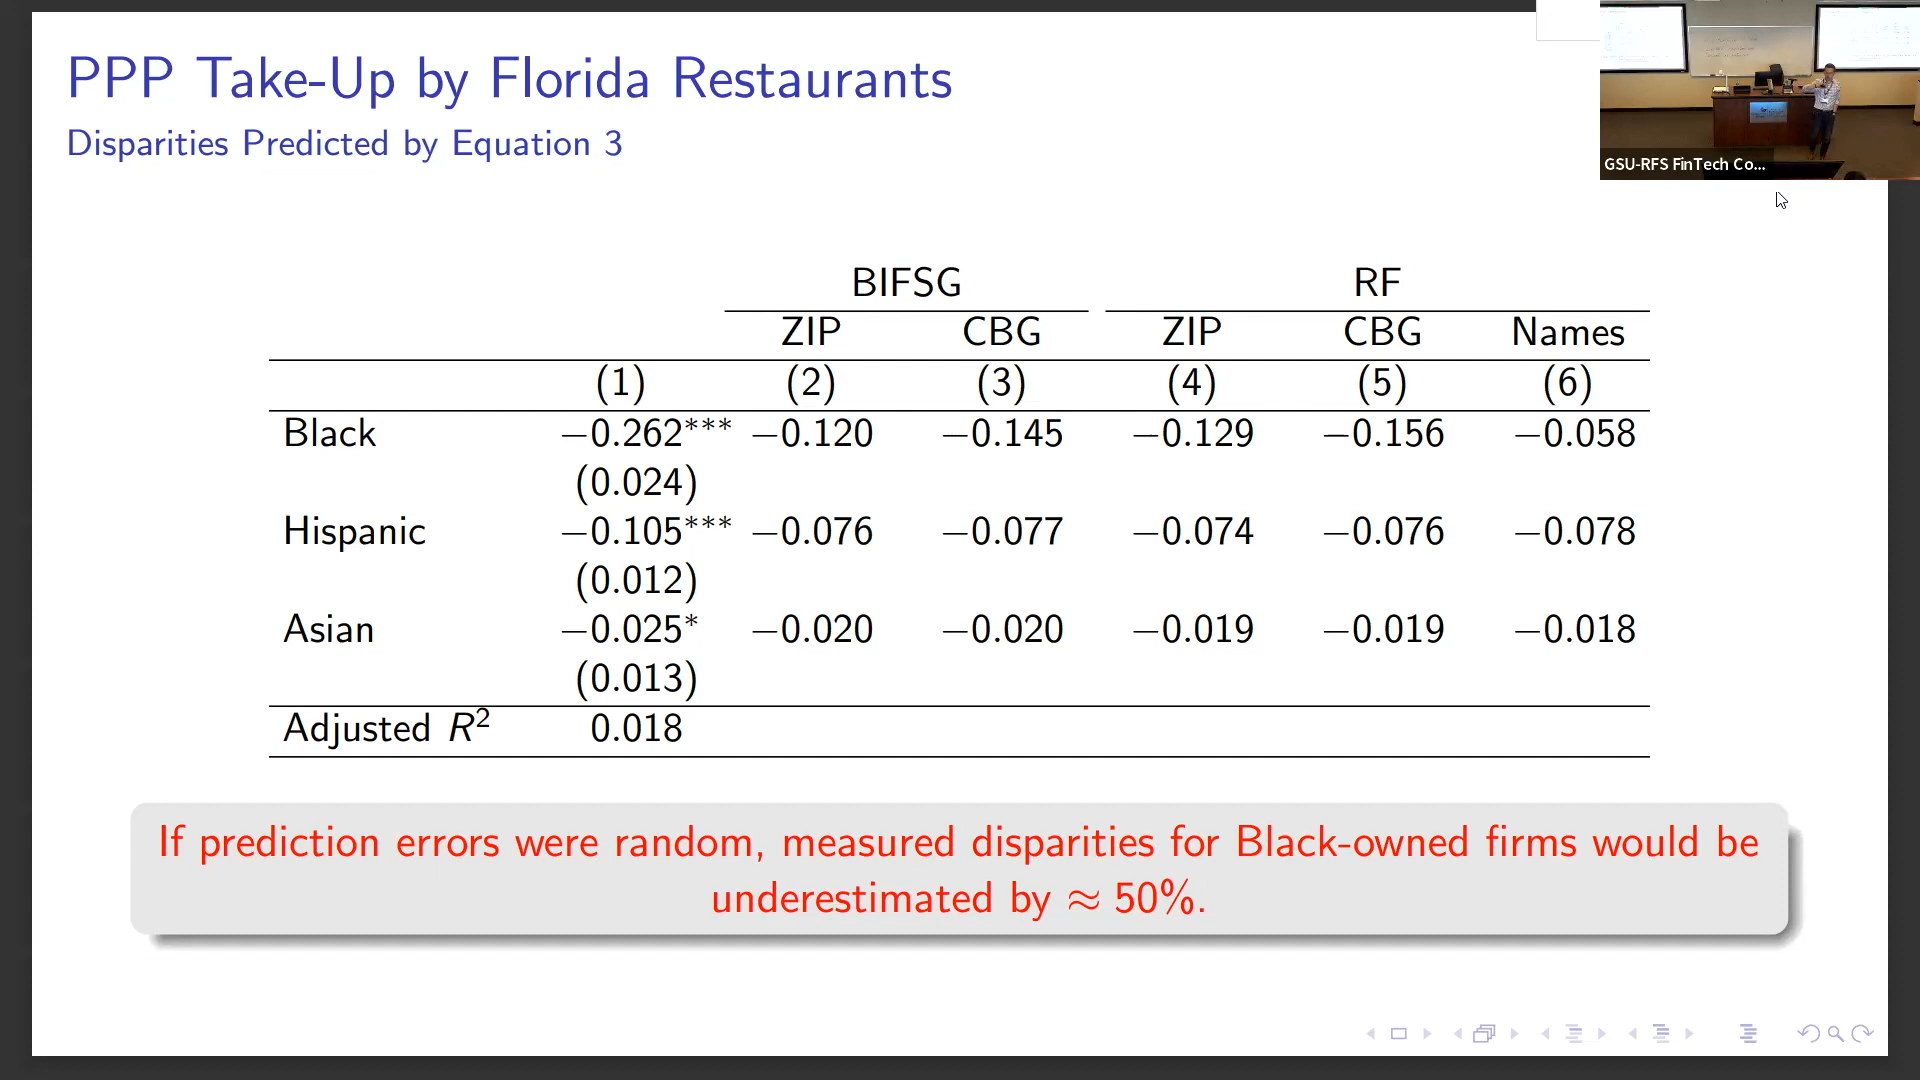 PPP Take-Up by Florida Restaurants
Disparities Predicted by Equation 3
GSU-RFS FinTech Co...
BIFSG RF
ZIP CBG ZIP CBG Names
(1) (2) (3) (4) (5) (6)
Black −0.262*** −0.120 −0.145 −0.129 −0.156 −0.058
(0.024)
Hispanic −0.105*** −0.076 −0.077 −0.074 −0.076 −0.078
(0.012)
Asian −0.025* −0.020 −0.020 −0.019 −0.019 −0.018
(0.013)
Adjusted R² 0.018
If prediction errors were random, measured disparities for Black-owned firms would be
underestimated by ≈ 50%.